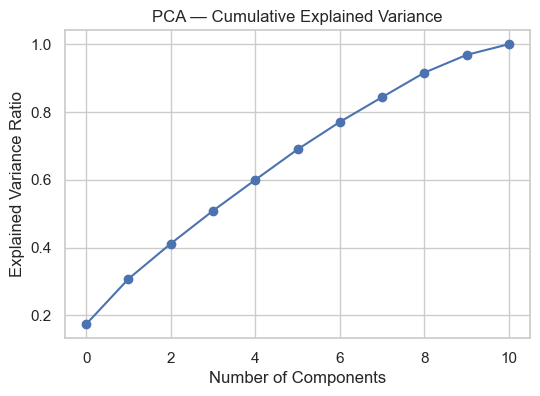 PCA — Cumulative Explained Variance
Explained Variance Ratio
1.0
0.8
0.6
0.4
0.2
0 2 4 6 8 10
Number of Components